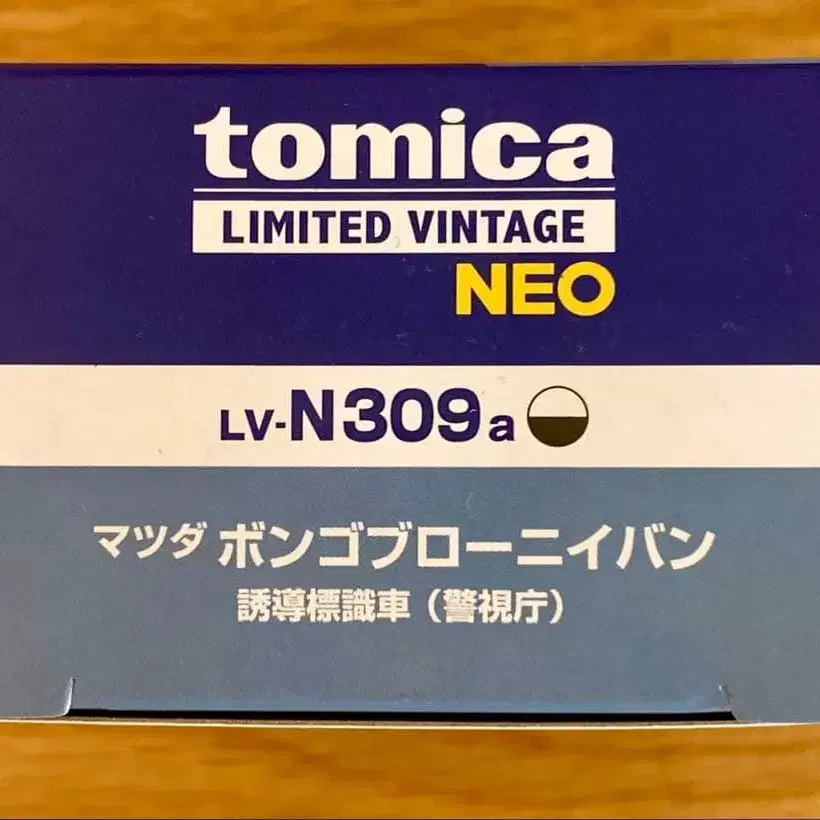 tomica
LIMITED VINTAGE
NEO
LV-N309a
マツダ ボンゴブローニイバン
誘導標識車（警視庁）